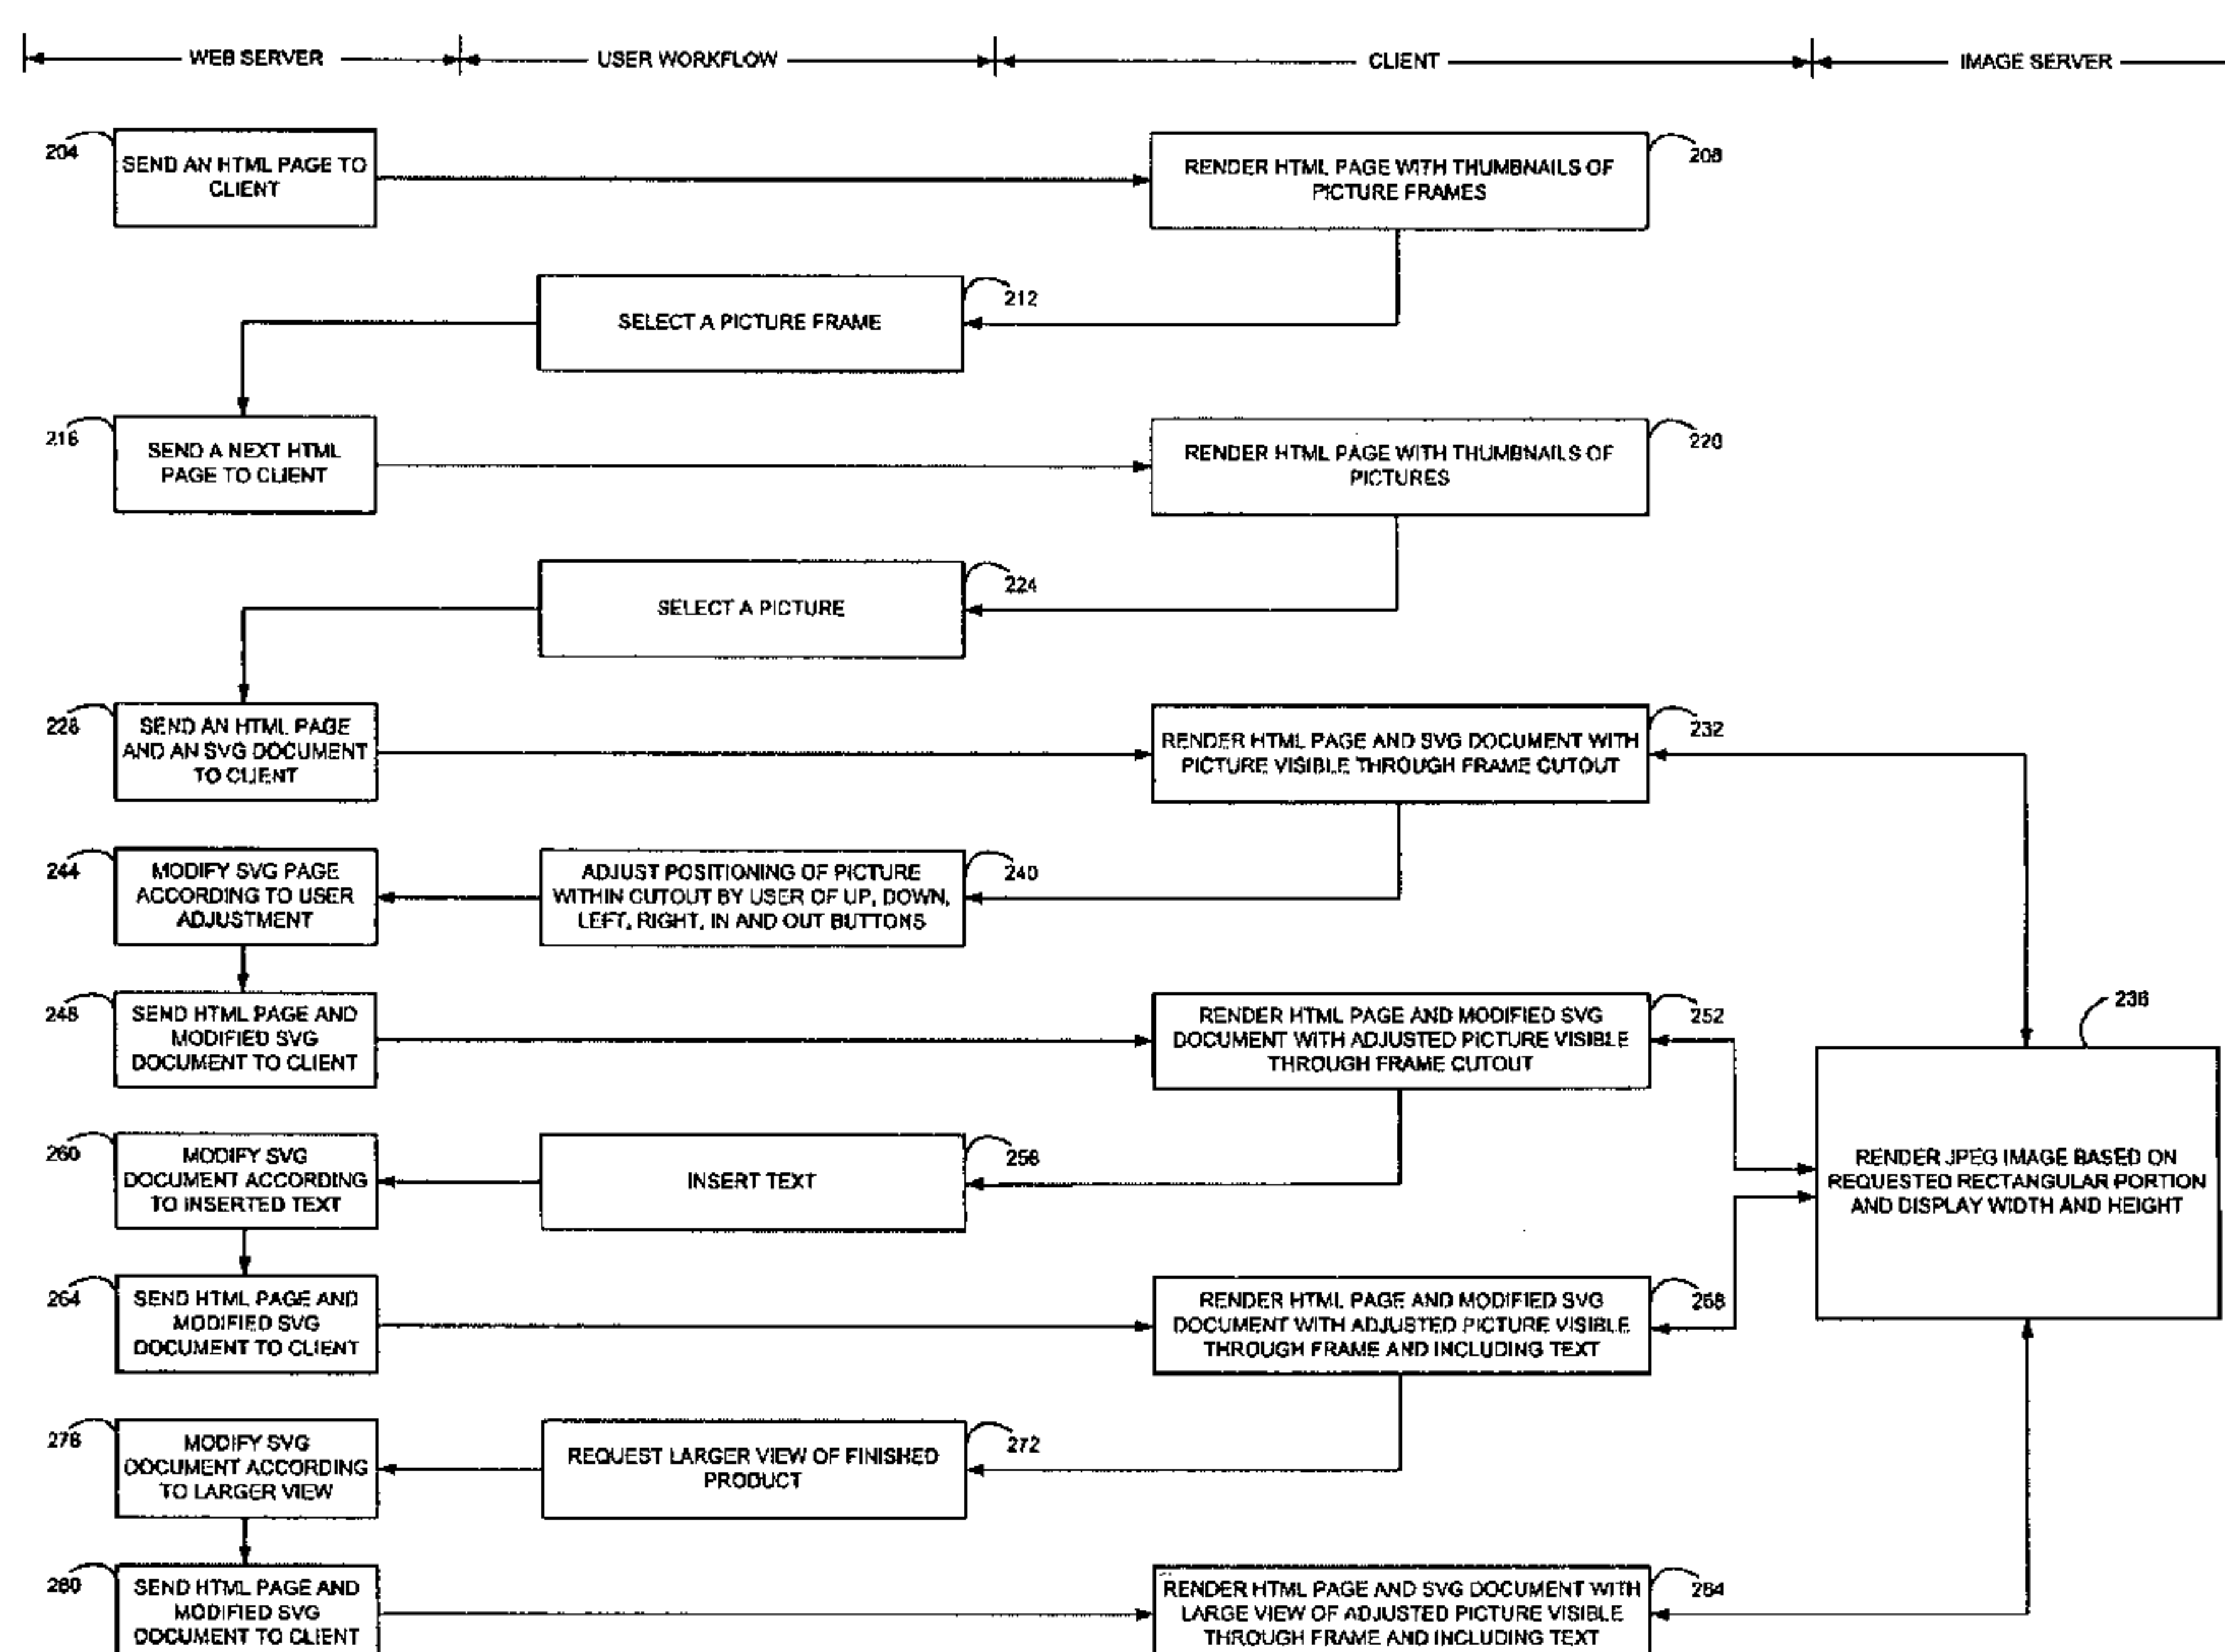 WEB SERVER
USER WORKFLOW
CLIENT
IMAGE SERVER
204
SEND AN HTML PAGE TO
CLIENT
RENDER HTML PAGE WITH THUMBNAILS OF
PICTURE FRAMES
208
SELECT A PICTURE FRAME
212
216
SEND A NEXT HTML
PAGE TO CLIENT
RENDER HTML PAGE WITH THUMBNAILS OF
PICTURES
220
SELECT A PICTURE
224
228
SEND AN HTML PAGE
AND AN SVG DOCUMENT
TO CLIENT
RENDER HTML PAGE AND SVG DOCUMENT WITH
PICTURE VISIBLE THROUGH FRAME CUTOUT
232
244
MODIFY SVG PAGE
ACCORDING TO USER
ADJUSTMENT
ADJUST POSITIONING OF PICTURE
WITHIN CUTOUT BY USER OF UP, DOWN,
LEFT, RIGHT, IN AND OUT BUTTONS
240
248
SEND HTML PAGE AND
MODIFIED SVG
DOCUMENT TO CLIENT
RENDER HTML PAGE AND MODIFIED SVG
DOCUMENT WITH ADJUSTED PICTURE VISIBLE
THROUGH FRAME CUTOUT
252
236
RENDER JPEG IMAGE BASED ON
REQUESTED RECTANGULAR PORTION
AND DISPLAY WIDTH AND HEIGHT
260
MODIFY SVG
DOCUMENT ACCORDING
TO INSERTED TEXT
INSERT TEXT
256
264
SEND HTML PAGE AND
MODIFIED SVG
DOCUMENT TO CLIENT
RENDER HTML PAGE AND MODIFIED SVG
DOCUMENT WITH ADJUSTED PICTURE VISIBLE
THROUGH FRAME AND INCLUDING TEXT
268
276
MODIFY SVG
DOCUMENT ACCORDING
TO LARGER VIEW
REQUEST LARGER VIEW OF FINISHED
PRODUCT
272
280
SEND HTML PAGE AND
MODIFIED SVG
DOCUMENT TO CLIENT
RENDER HTML PAGE AND SVG DOCUMENT WITH
LARGE VIEW OF ADJUSTED PICTURE VISIBLE
THROUGH FRAME AND INCLUDING TEXT
284